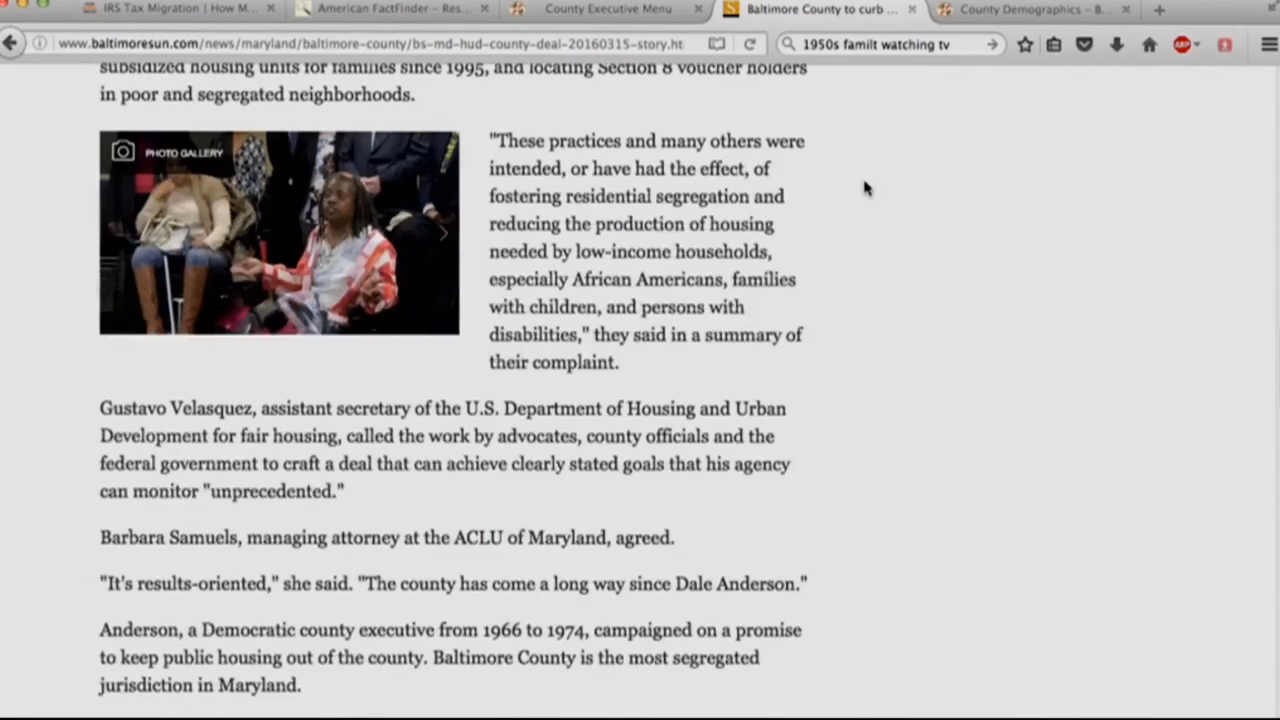 IRS Tax Migration | How M...
American FactFinder - Res...
County Executive Menu
Baltimore County to curb ...
County Demographics - B...
www.baltimoresun.com/news/maryland/baltimore-county/bs-md-hud-county-deal-20160315-story.ht
1950s familt watching tv
ABP
subsidized housing units for families since 1995, and locating Section 8 voucher holders
in poor and segregated neighborhoods.
PHOTO GALLERY
"These practices and many others were
intended, or have had the effect, of
fostering residential segregation and
reducing the production of housing
needed by low-income households,
especially African Americans, families
with children, and persons with
disabilities," they said in a summary of
their complaint.
Gustavo Velasquez, assistant secretary of the U.S. Department of Housing and Urban
Development for fair housing, called the work by advocates, county officials and the
federal government to craft a deal that can achieve clearly stated goals that his agency
can monitor "unprecedented."
Barbara Samuels, managing attorney at the ACLU of Maryland, agreed.
"It's results-oriented," she said. "The county has come a long way since Dale Anderson."
Anderson, a Democratic county executive from 1966 to 1974, campaigned on a promise
to keep public housing out of the county. Baltimore County is the most segregated
jurisdiction in Maryland.